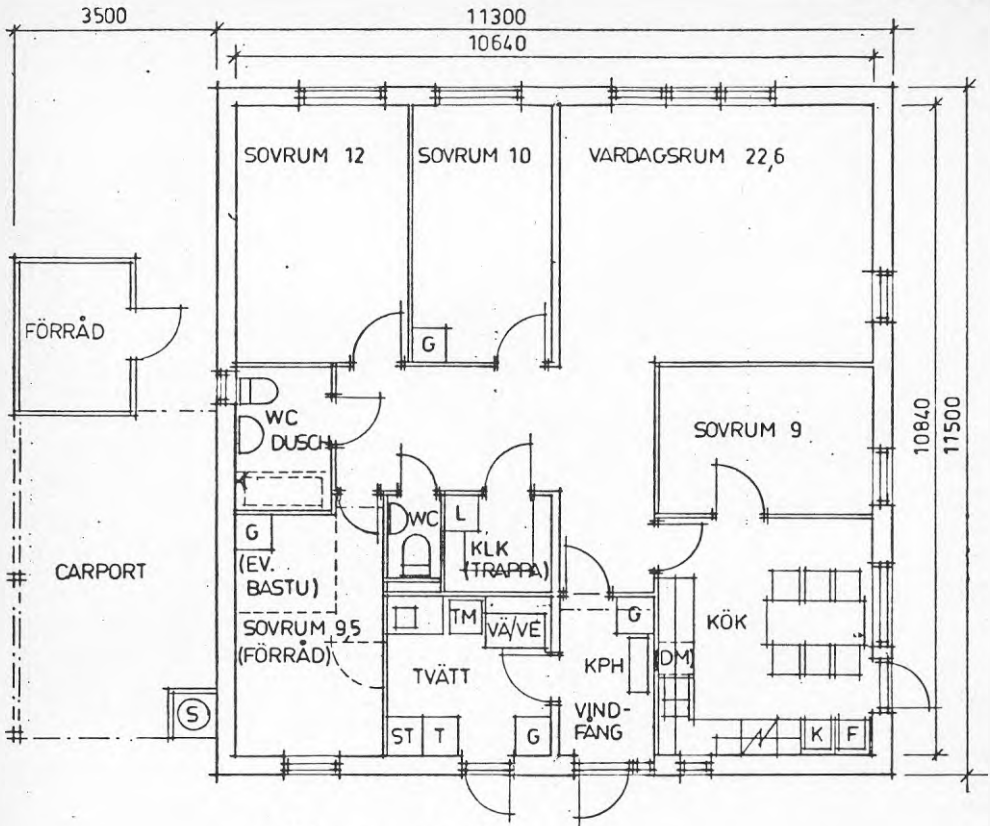 3500
11300
10640
SOVRUM 12
SOVRUM 10
VARDAGSRUM 22,6
FÖRRÅD
G
WC
DUSCH
SOVRUM 9
10840
11500
G
(EV.
BASTU)
WC
L
KLK
(TRAPPA)
CARPORT
SOVRUM 9,5
(FÖRRÅD)
TM
VÄ/VE
G
KÖK
TVÄTT
KPH
(DM)
VIND-
FÅNG
S
ST
T
G
K
F